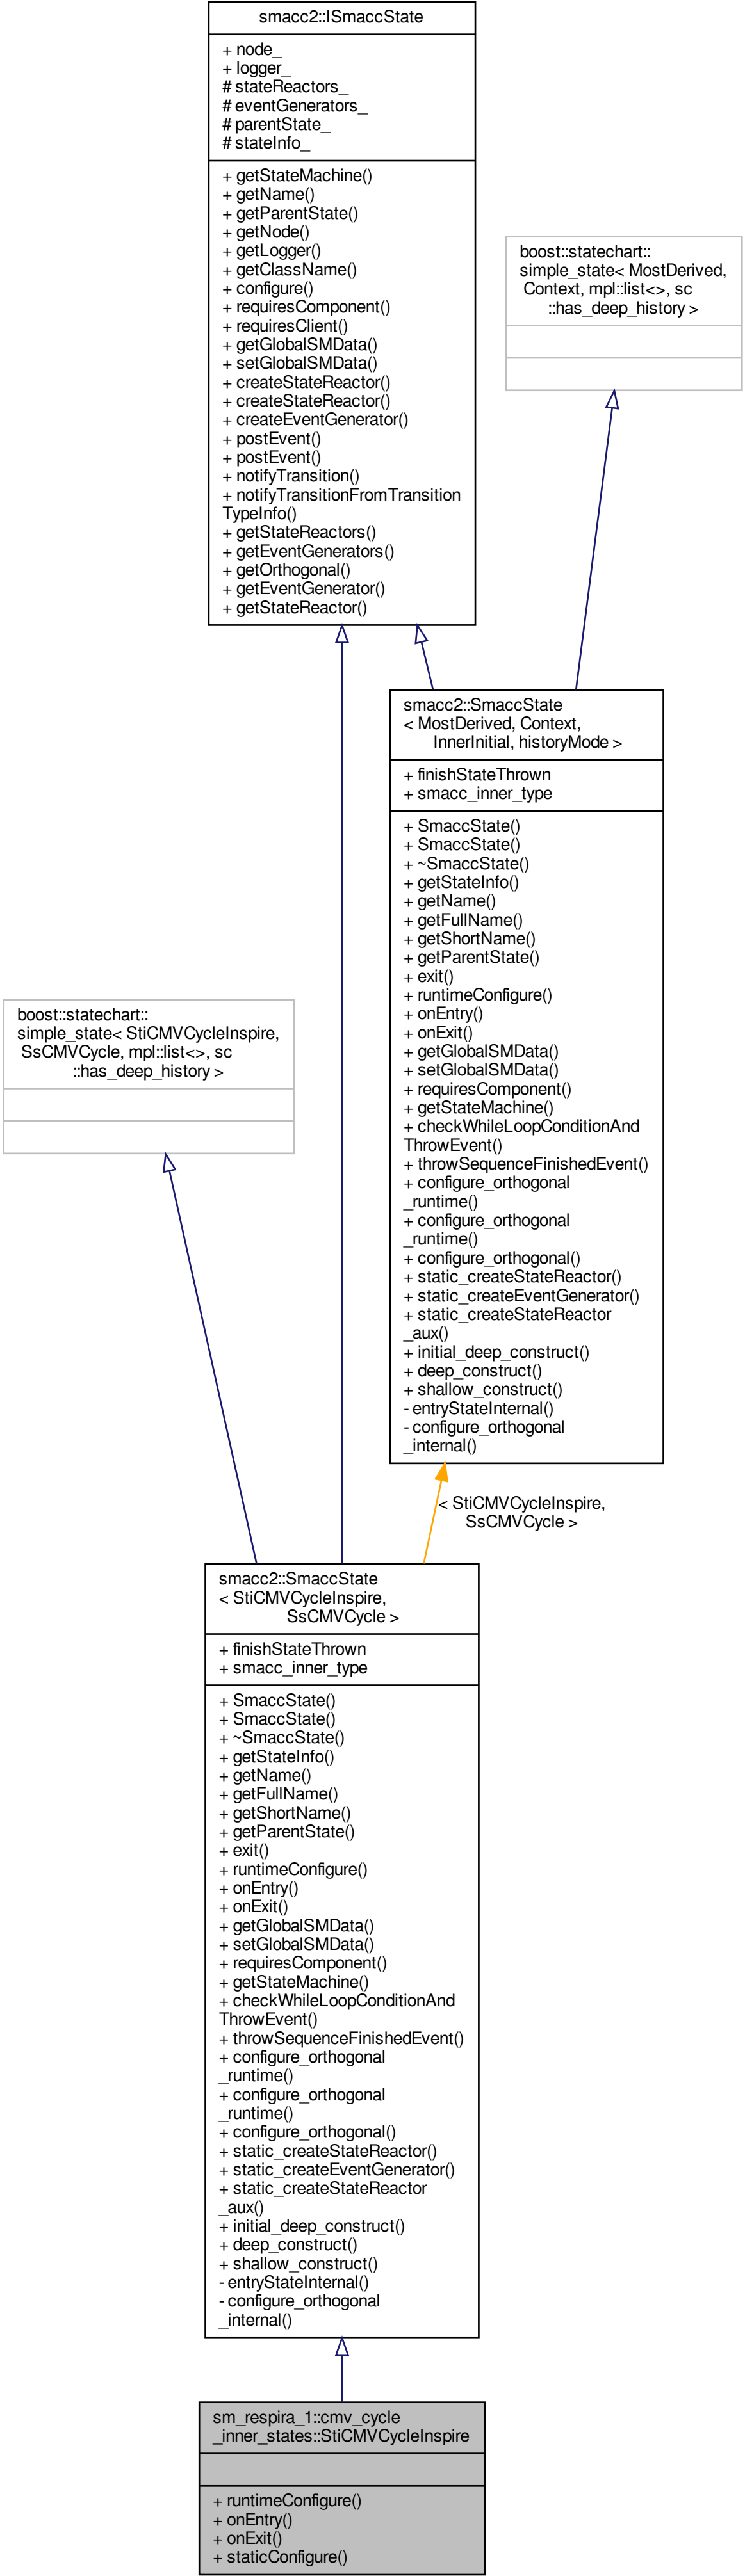 smacc2::ISmaccState
+ node_
+ logger_
# stateReactors_
# eventGenerators_
# parentState_
# stateInfo_
+ getStateMachine()
+ getName()
+ getParentState()
+ getNode()
+ getLogger()
+ getClassName()
+ configure()
+ requiresComponent()
+ requiresClient()
+ getGlobalSMData()
+ setGlobalSMData()
+ createStateReactor()
+ createStateReactor()
+ createEventGenerator()
+ postEvent()
+ postEvent()
+ notifyTransition()
+ notifyTransitionFromTransition
TypeInfo()
+ getStateReactors()
+ getEventGenerators()
+ getOrthogonal()
+ getEventGenerator()
+ getStateReactor()
boost::statechart::
simple_state< MostDerived,
Context, mpl::list<>, sc
::has_deep_history >
smacc2::SmaccState
< MostDerived, Context,
InnerInitial, historyMode >
+ finishStateThrown
+ smacc_inner_type
+ SmaccState()
+ SmaccState()
+ ~SmaccState()
+ getStateInfo()
+ getName()
+ getFullName()
+ getShortName()
+ getParentState()
+ exit()
+ runtimeConfigure()
+ onEntry()
+ onExit()
+ getGlobalSMData()
+ setGlobalSMData()
+ requiresComponent()
+ getStateMachine()
+ checkWhileLoopConditionAnd
ThrowEvent()
+ throwSequenceFinishedEvent()
+ configure_orthogonal
_runtime()
+ configure_orthogonal
_runtime()
+ configure_orthogonal()
+ static_createStateReactor()
+ static_createEventGenerator()
+ static_createStateReactor
_aux()
+ initial_deep_construct()
+ deep_construct()
+ shallow_construct()
- entryStateInternal()
- configure_orthogonal
_internal()
boost::statechart::
simple_state< StiCMVCycleInspire,
SsCMVCycle, mpl::list<>, sc
::has_deep_history >
< StiCMVCycleInspire,
SsCMVCycle >
smacc2::SmaccState
< StiCMVCycleInspire,
SsCMVCycle >
+ finishStateThrown
+ smacc_inner_type
+ SmaccState()
+ SmaccState()
+ ~SmaccState()
+ getStateInfo()
+ getName()
+ getFullName()
+ getShortName()
+ getParentState()
+ exit()
+ runtimeConfigure()
+ onEntry()
+ onExit()
+ getGlobalSMData()
+ setGlobalSMData()
+ requiresComponent()
+ getStateMachine()
+ checkWhileLoopConditionAnd
ThrowEvent()
+ throwSequenceFinishedEvent()
+ configure_orthogonal
_runtime()
+ configure_orthogonal
_runtime()
+ configure_orthogonal()
+ static_createStateReactor()
+ static_createEventGenerator()
+ static_createStateReactor
_aux()
+ initial_deep_construct()
+ deep_construct()
+ shallow_construct()
- entryStateInternal()
- configure_orthogonal
_internal()
sm_respira_1::cmv_cycle
_inner_states::StiCMVCycleInspire
+ runtimeConfigure()
+ onEntry()
+ onExit()
+ staticConfigure()